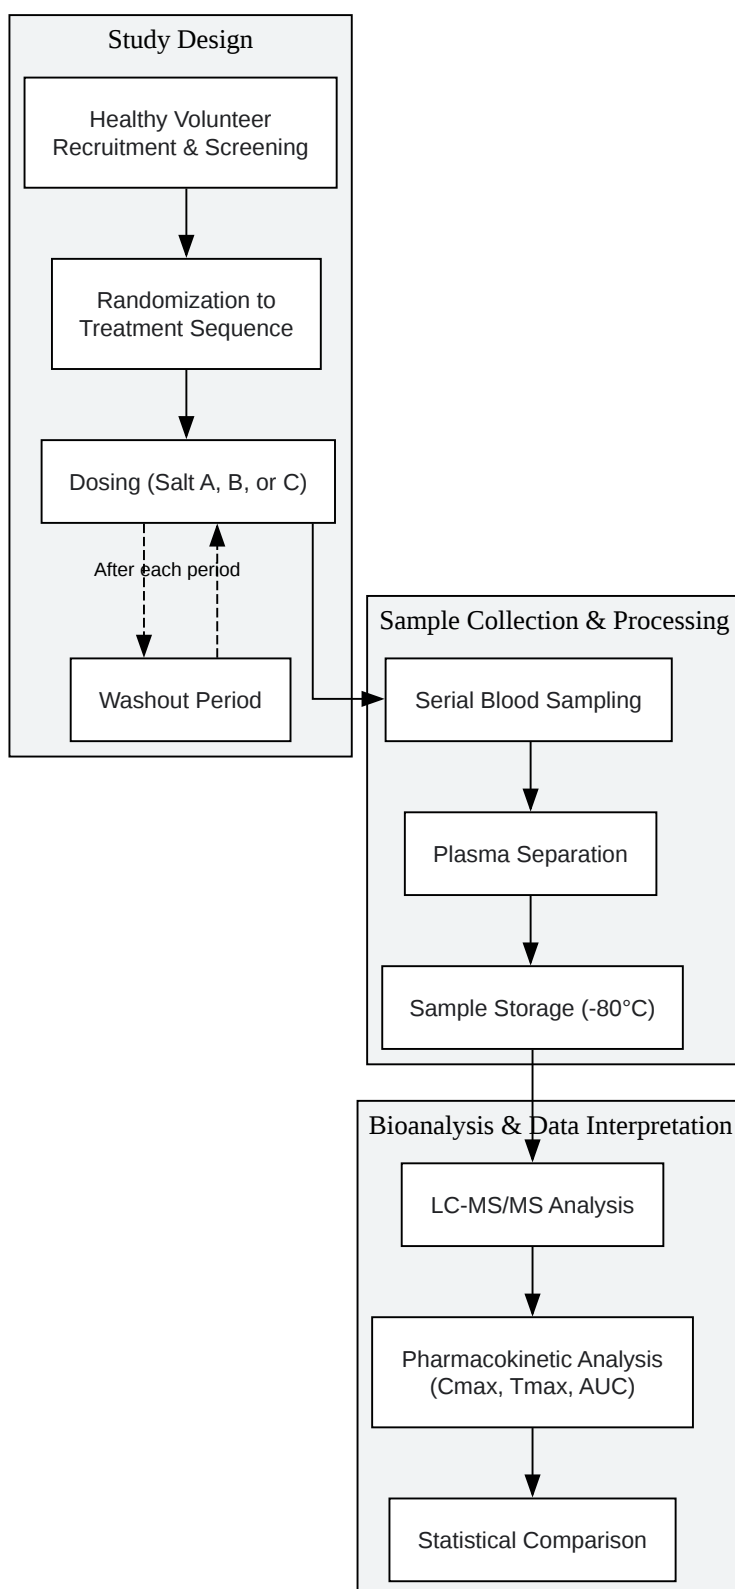 Study Design
Healthy Volunteer
Recruitment & Screening
Randomization to
Treatment Sequence
Dosing (Salt A, B, or C)
After each period
Washout Period
Sample Collection & Processing
Serial Blood Sampling
Plasma Separation
Sample Storage (-80°C)
Bioanalysis & Data Interpretation
LC-MS/MS Analysis
Pharmacokinetic Analysis
(Cmax, Tmax, AUC)
Statistical Comparison